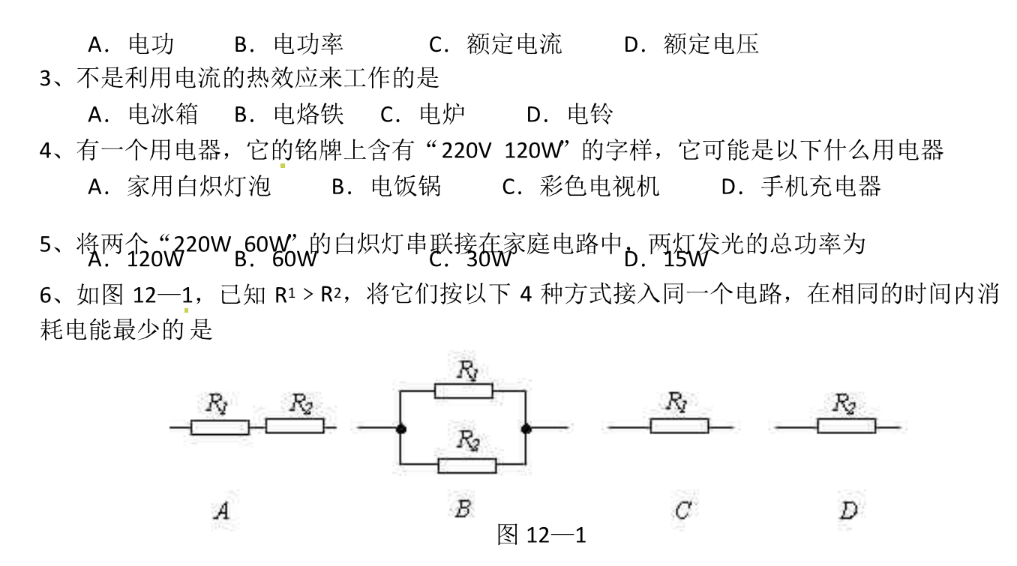 A. 电功 B. 电功率 C. 额定电流 D. 额定电压
3、不是利用电流的热效应来工作的是
A. 电冰箱 B. 电烙铁 C. 电炉 D. 电铃
4、有一个用电器，它的铭牌上含有“220V 120W”的字样，它可能是以下什么用电器
A. 家用白炽灯泡 B. 电饭锅 C. 彩色电视机 D. 手机充电器
5、将两个“220W 60W”的白炽灯串联接在家庭电路中，两灯发光的总功率为
A. 120W B. 60W C. 30W D. 15W
6、如图 12—1，已知 R1＞R2，将它们按以下 4 种方式接入同一个电路，在相同的时间内消
耗电能最少的 是
R1 R2 R1 R1 R2
R2
A B C D
图 12—1